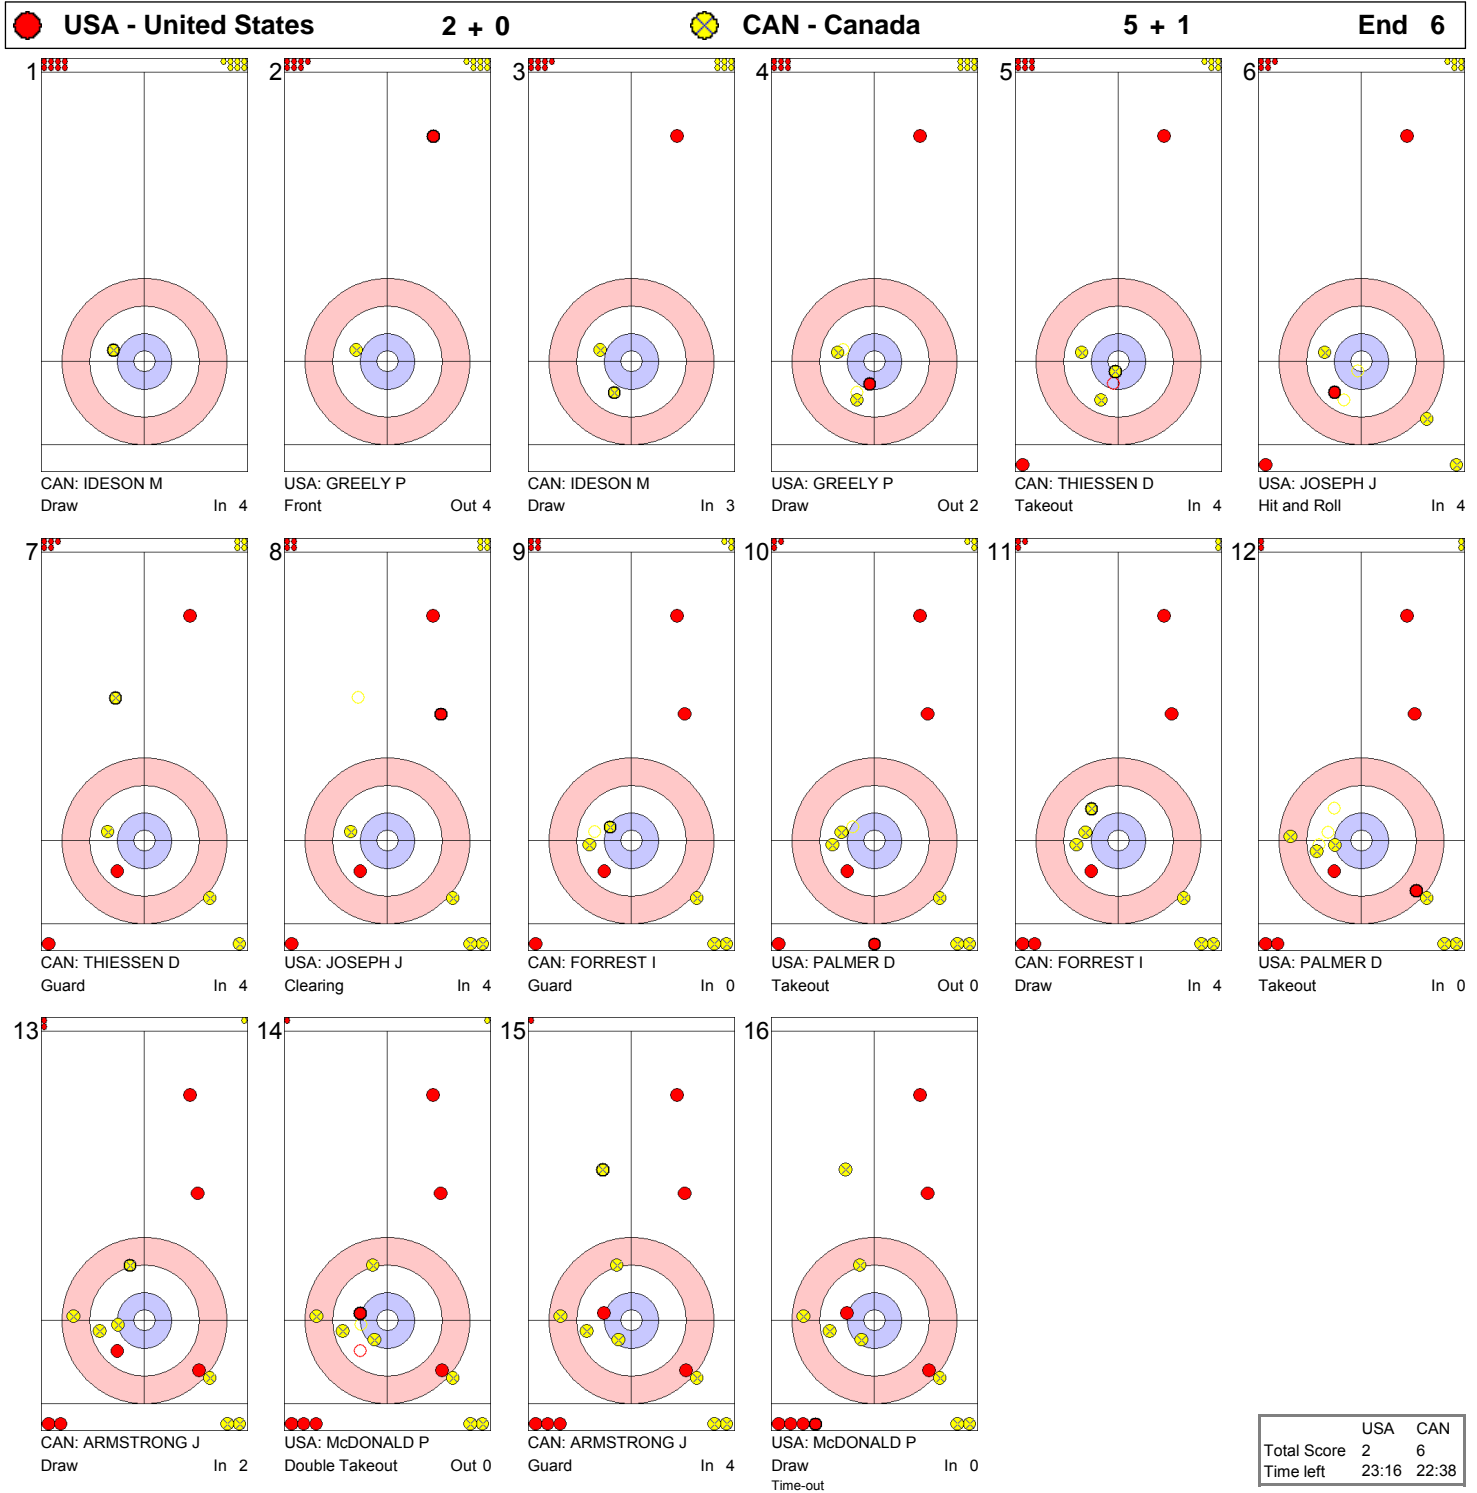 USA - United States 2 + 0 CAN - Canada 5 + 1 End 6
1 2 3 4 5 6
CAN: IDESON M USA: GREELY P CAN: IDESON M USA: GREELY P CAN: THIESSEN D USA: JOSEPH J
Draw In 4 Front Out 4 Draw In 3 Draw Out 2 Takeout In 4 Hit and Roll In 4
7 8 9 10 11 12
CAN: THIESSEN D USA: JOSEPH J CAN: FORREST I USA: PALMER D CAN: FORREST I USA: PALMER D
Guard In 4 Clearing In 4 Guard In 0 Takeout Out 0 Draw In 4 Takeout In 0
13 14 15 16
CAN: ARMSTRONG J USA: McDONALD P CAN: ARMSTRONG J USA: McDONALD P
Draw In 2 Double Takeout Out 0 Guard In 4 Draw In 0
Time-out
USA CAN
Total Score 2 6
Time left 23:16 22:38